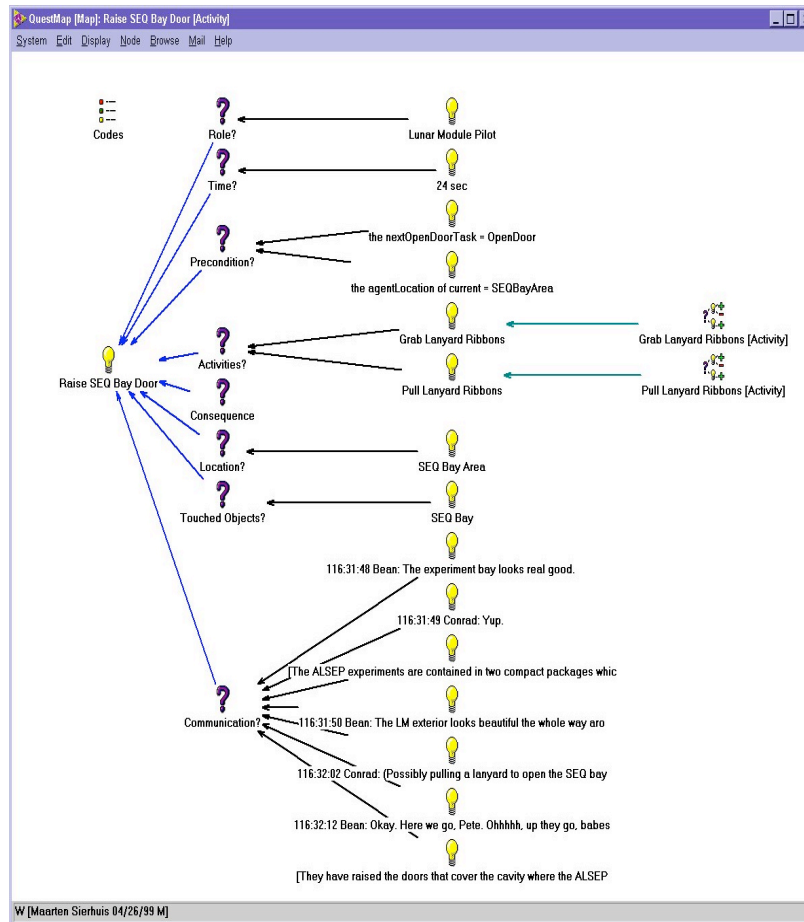 QuestMap [Map]: Raise SEQ Bay Door [Activity]
System Edit Display Node Browse Mail Help
Codes
Role?
Lunar Module Pilot
Time?
24 sec
the nextOpenDoorTask = OpenDoor
Precondition?
the agentLocation of current = SEQBayArea
Grab Lanyard Ribbons
Grab Lanyard Ribbons [Activity]
Activities?
Raise SEQ Bay Door
Pull Lanyard Ribbons
Pull Lanyard Ribbons [Activity]
Consequence
Location?
SEQ Bay Area
Touched Objects?
SEQ Bay
116:31:48 Bean: The experiment bay looks real good.
116:31:49 Conrad: Yup.
[The ALSEP experiments are contained in two compact packages whic
Communication?
116:31:50 Bean: The LM exterior looks beautiful the whole way aro
116:32:02 Conrad: (Possibly pulling a lanyard to open the SEQ bay
116:32:12 Bean: Okay. Here we go, Pete. Ohhhhh, up they go, babes
[They have raised the doors that cover the cavity where the ALSEP
W [Maarten Sierhuis 04/26/99 M]